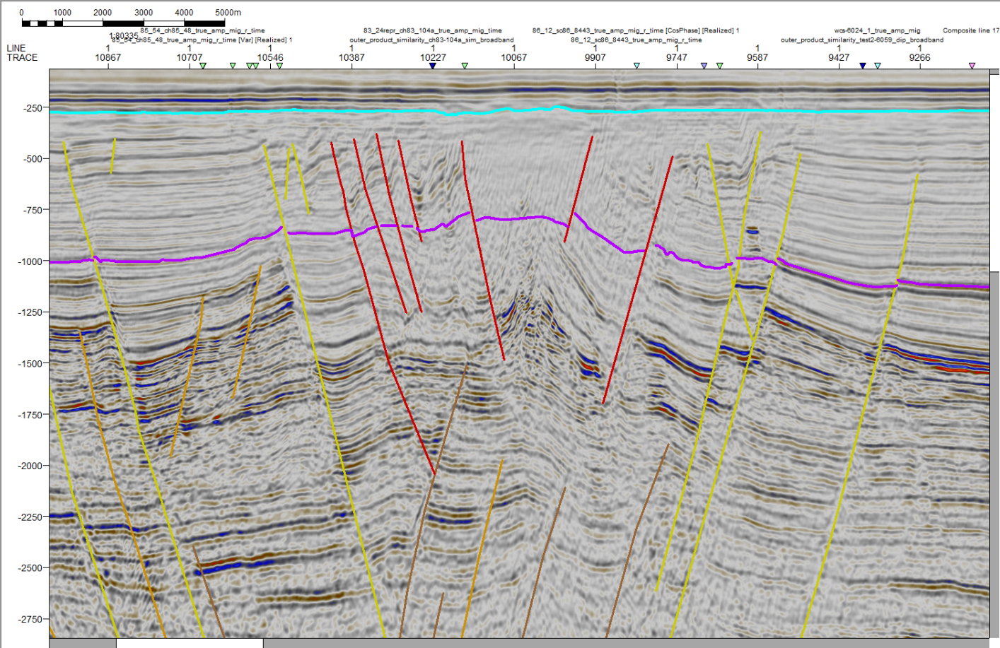 0 1000 2000 3000 4000 5000m
1:80335
85_54_ch85_48_true_amp_mig_r_time 83_24repr_ch83_104a_true_amp_mig_time 86_12_sc86_8443_true_amp_mig_r_time [CosPhase] [Realized] 1 wcs-6024_1_true_amp_mig Composite line 17
85_54_ch85_48_true_amp_mig_r_time [Var] [Realized] 1 outer_product_similarity_ch83-104a_sim_broadband 86_12_sc86_8443_true_amp_mig_r_time outer_product_similarity_test2-6059_dip_broadband
LINE 1 1 1 1 1 1 1 1 1 1 1
TRACE 10867 10707 10546 10387 10227 10067 9907 9747 9587 9427 9266
-250
-500
-750
-1000
-1250
-1500
-1750
-2000
-2250
-2500
-2750